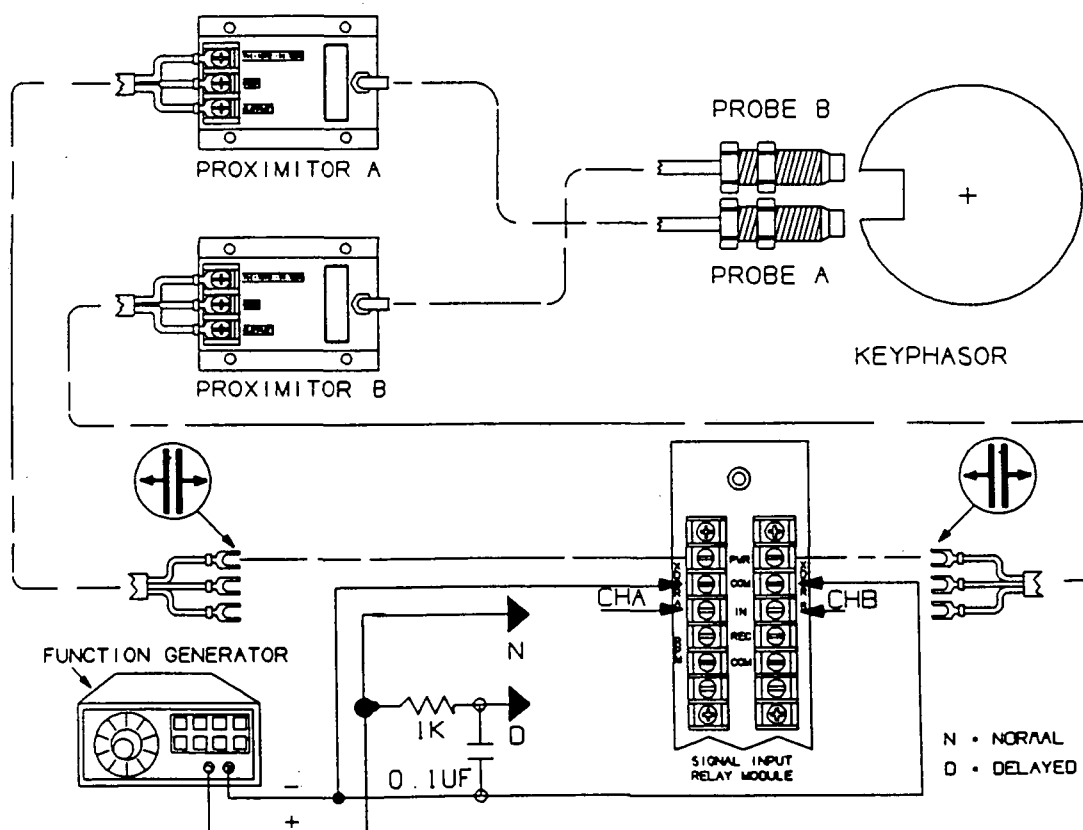 PROXIMITOR A
PROBE B
PROBE A
PROXIMITOR B
KEYPHASOR
PWR
COM
CHA
CHB
IN
REC
COM
N
FUNCTION GENERATOR
1K
D
0.1UF
SIGNAL INPUT
RELAY MODULE
N • NORMAL
D • DELAYED
−
+